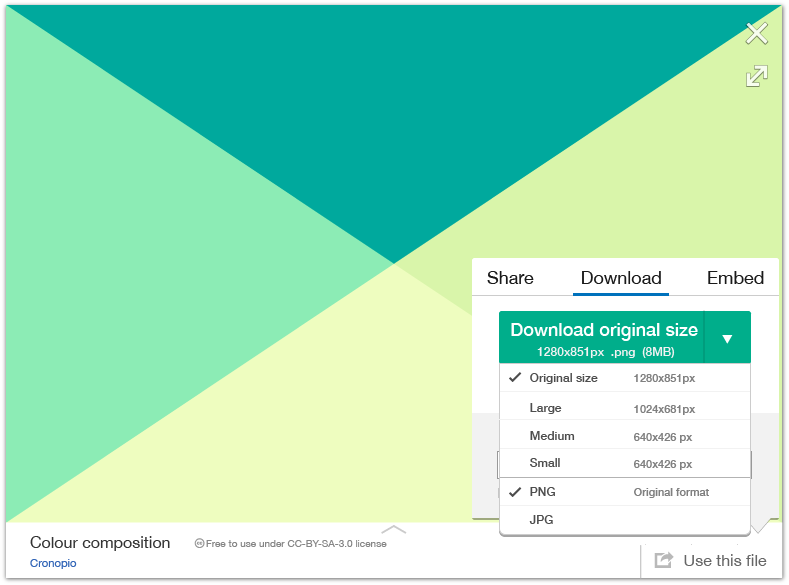 Share Download Embed
Download original size
1280x851px .png (8MB)
Original size 1280x851px
Large 1024x681px
Medium 640x426 px
Small 640x426 px
PNG Original format
JPG
Colour composition
cc Free to use under CC-BY-SA-3.0 license
Cronopio
Use this file